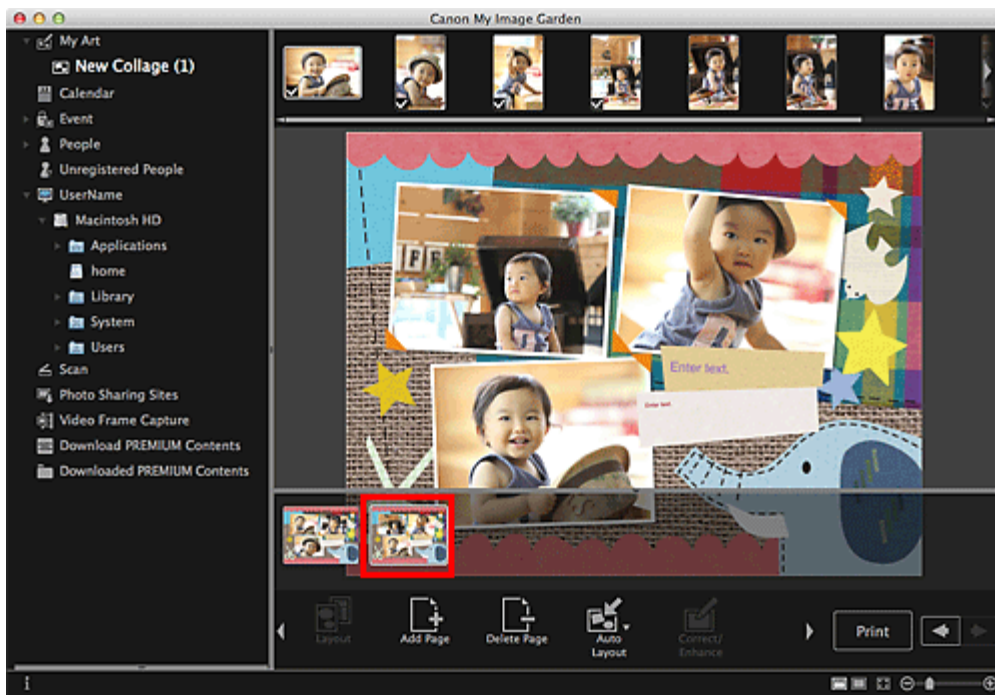 Canon My Image Garden
My Art
New Collage (1)
Calendar
Event
People
Unregistered People
UserName
Macintosh HD
Applications
home
Library
System
Users
Scan
Photo Sharing Sites
Video Frame Capture
Download PREMIUM Contents
Downloaded PREMIUM Contents
Enter text.
Enter text.
Layout
Add Page
Delete Page
Auto
Layout
Correct/
Enhance
Print